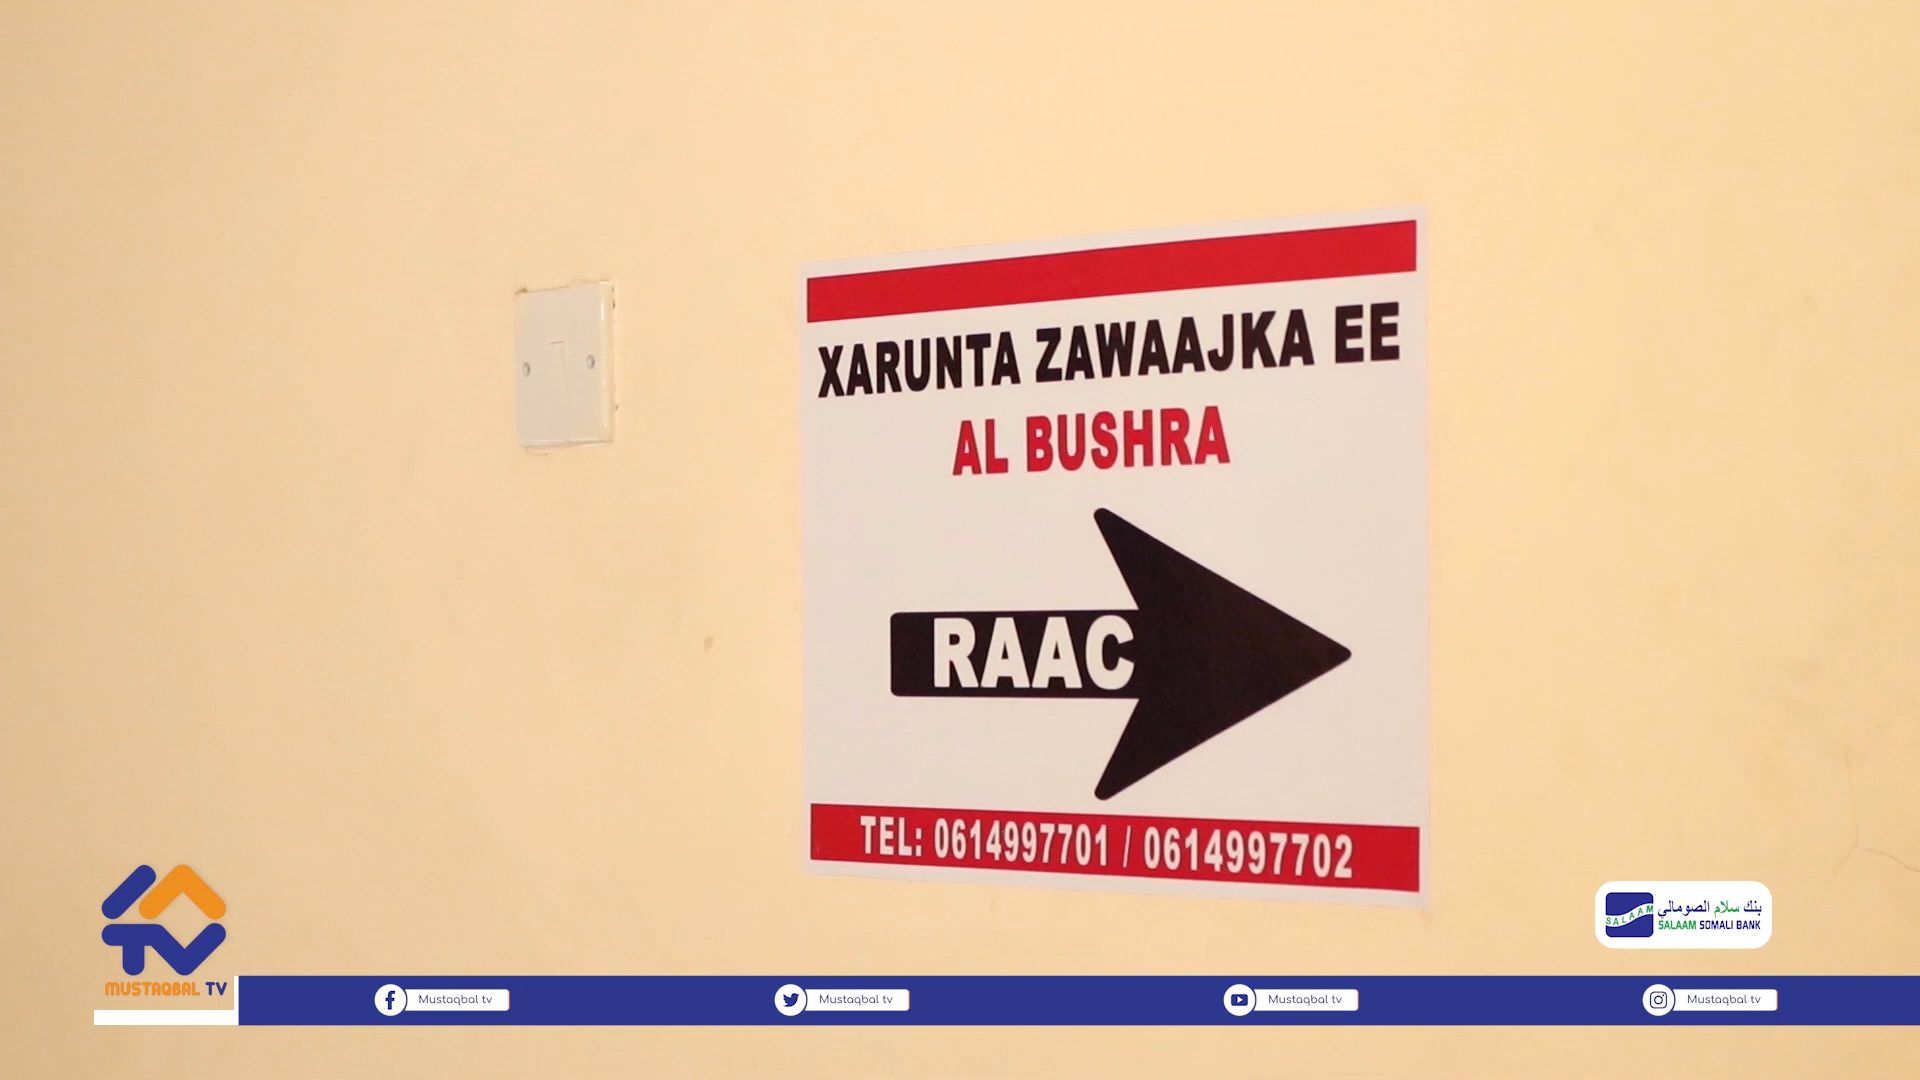 XARUNTA ZAWAAJKA EE
AL BUSHRA
RAAC
TEL: 0614997701 / 0614997702
MUSTAQBAL TV
SALAAM
بنك سلام الصومالي
SALAAM SOMALI BANK
Mustaqbal tv
Mustaqbal tv
Mustaqbal tv
Mustaqbal tv